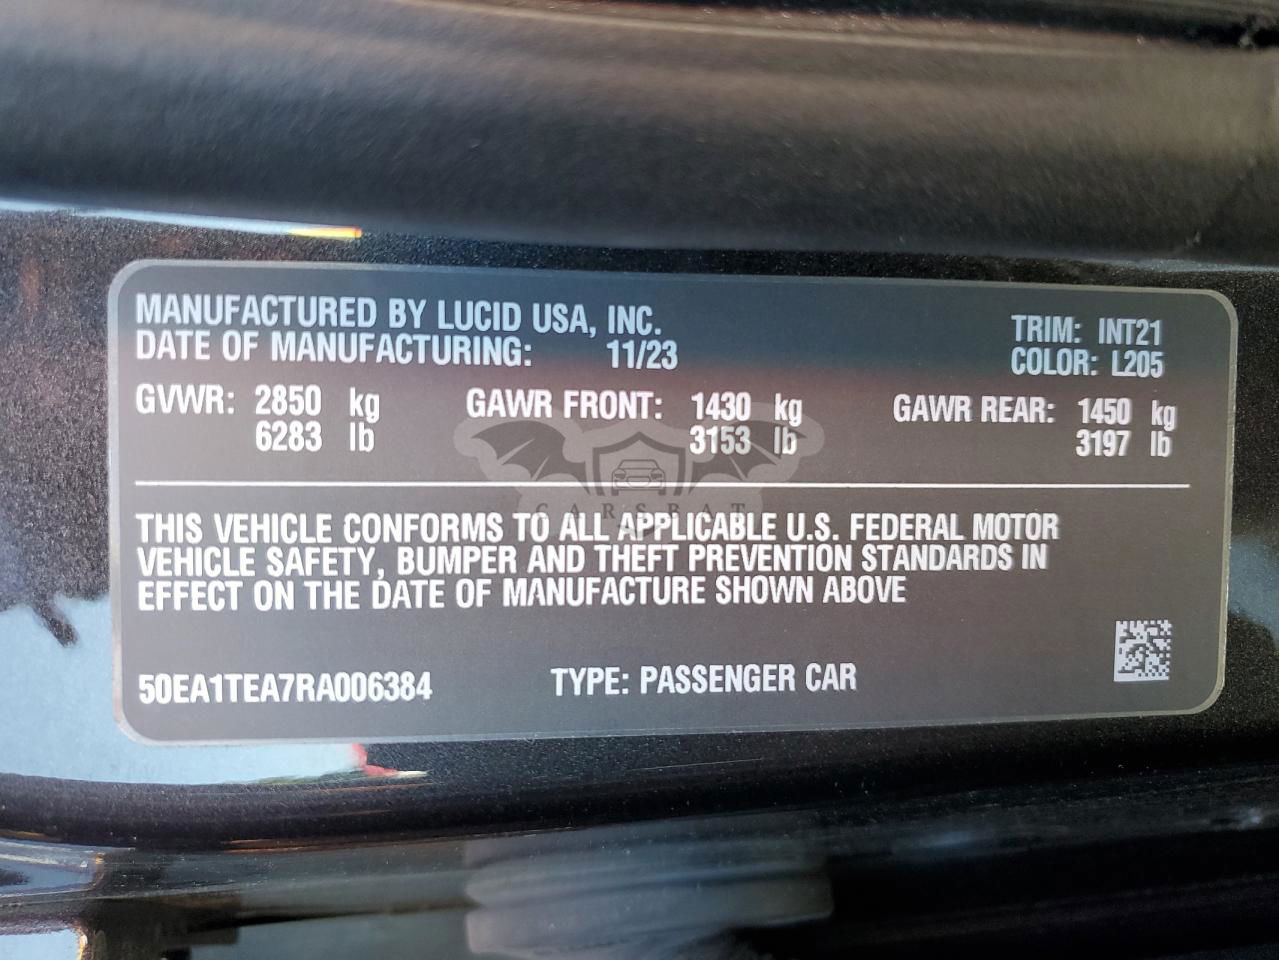 MANUFACTURED BY LUCID USA, INC.
DATE OF MANUFACTURING: 11/23
TRIM: INT21
COLOR: L205
GVWR: 2850 kg
6283 lb
GAWR FRONT: 1430 kg
3153 lb
GAWR REAR: 1450 kg
3197 lb
CARSBAT
THIS VEHICLE CONFORMS TO ALL APPLICABLE U.S. FEDERAL MOTOR
VEHICLE SAFETY, BUMPER AND THEFT PREVENTION STANDARDS IN
EFFECT ON THE DATE OF MANUFACTURE SHOWN ABOVE
50EA1TEA7RA006384
TYPE: PASSENGER CAR